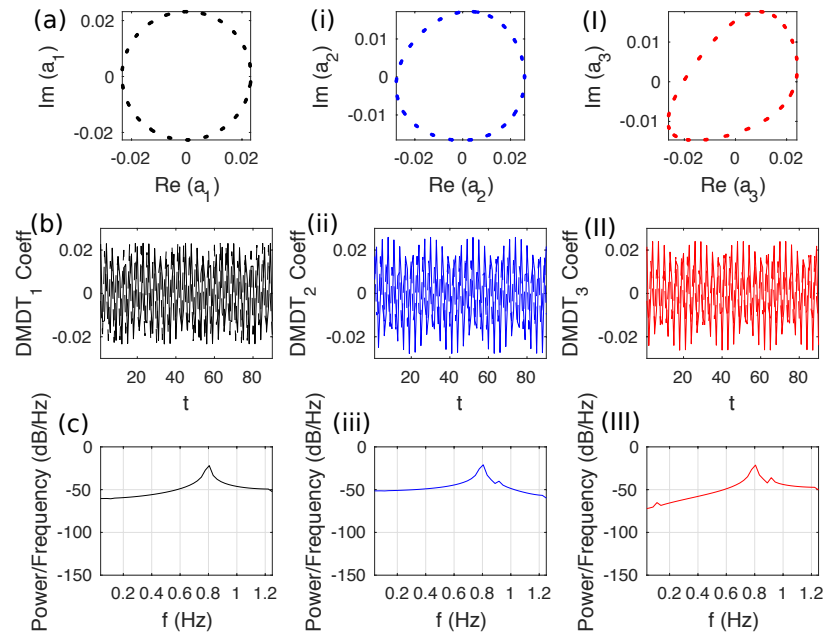 (a)
0.02
0
-0.02
Im (a1)
-0.02 0 0.02
Re (a1)
(i)
0.01
0
-0.01
Im (a2)
-0.02 0 0.02
Re (a2)
(I)
0.01
0
-0.01
Im (a3)
-0.02 0 0.02
Re (a3)
(b)
0.02
0
-0.02
DMDT1 Coeff
20 40 60 80
t
(ii)
0.02
0
-0.02
DMDT2 Coeff
20 40 60 80
t
(II)
0.02
0
-0.02
DMDT3 Coeff
20 40 60 80
t
(c)
0
-50
-100
-150
Power/Frequency (dB/Hz)
0.2 0.4 0.6 0.8 1 1.2
f (Hz)
(iii)
0
-50
-100
-150
Power/Frequency (dB/Hz)
0.2 0.4 0.6 0.8 1 1.2
f (Hz)
(III)
0
-50
-100
-150
Power/Frequency (dB/Hz)
0.2 0.4 0.6 0.8 1 1.2
f (Hz)